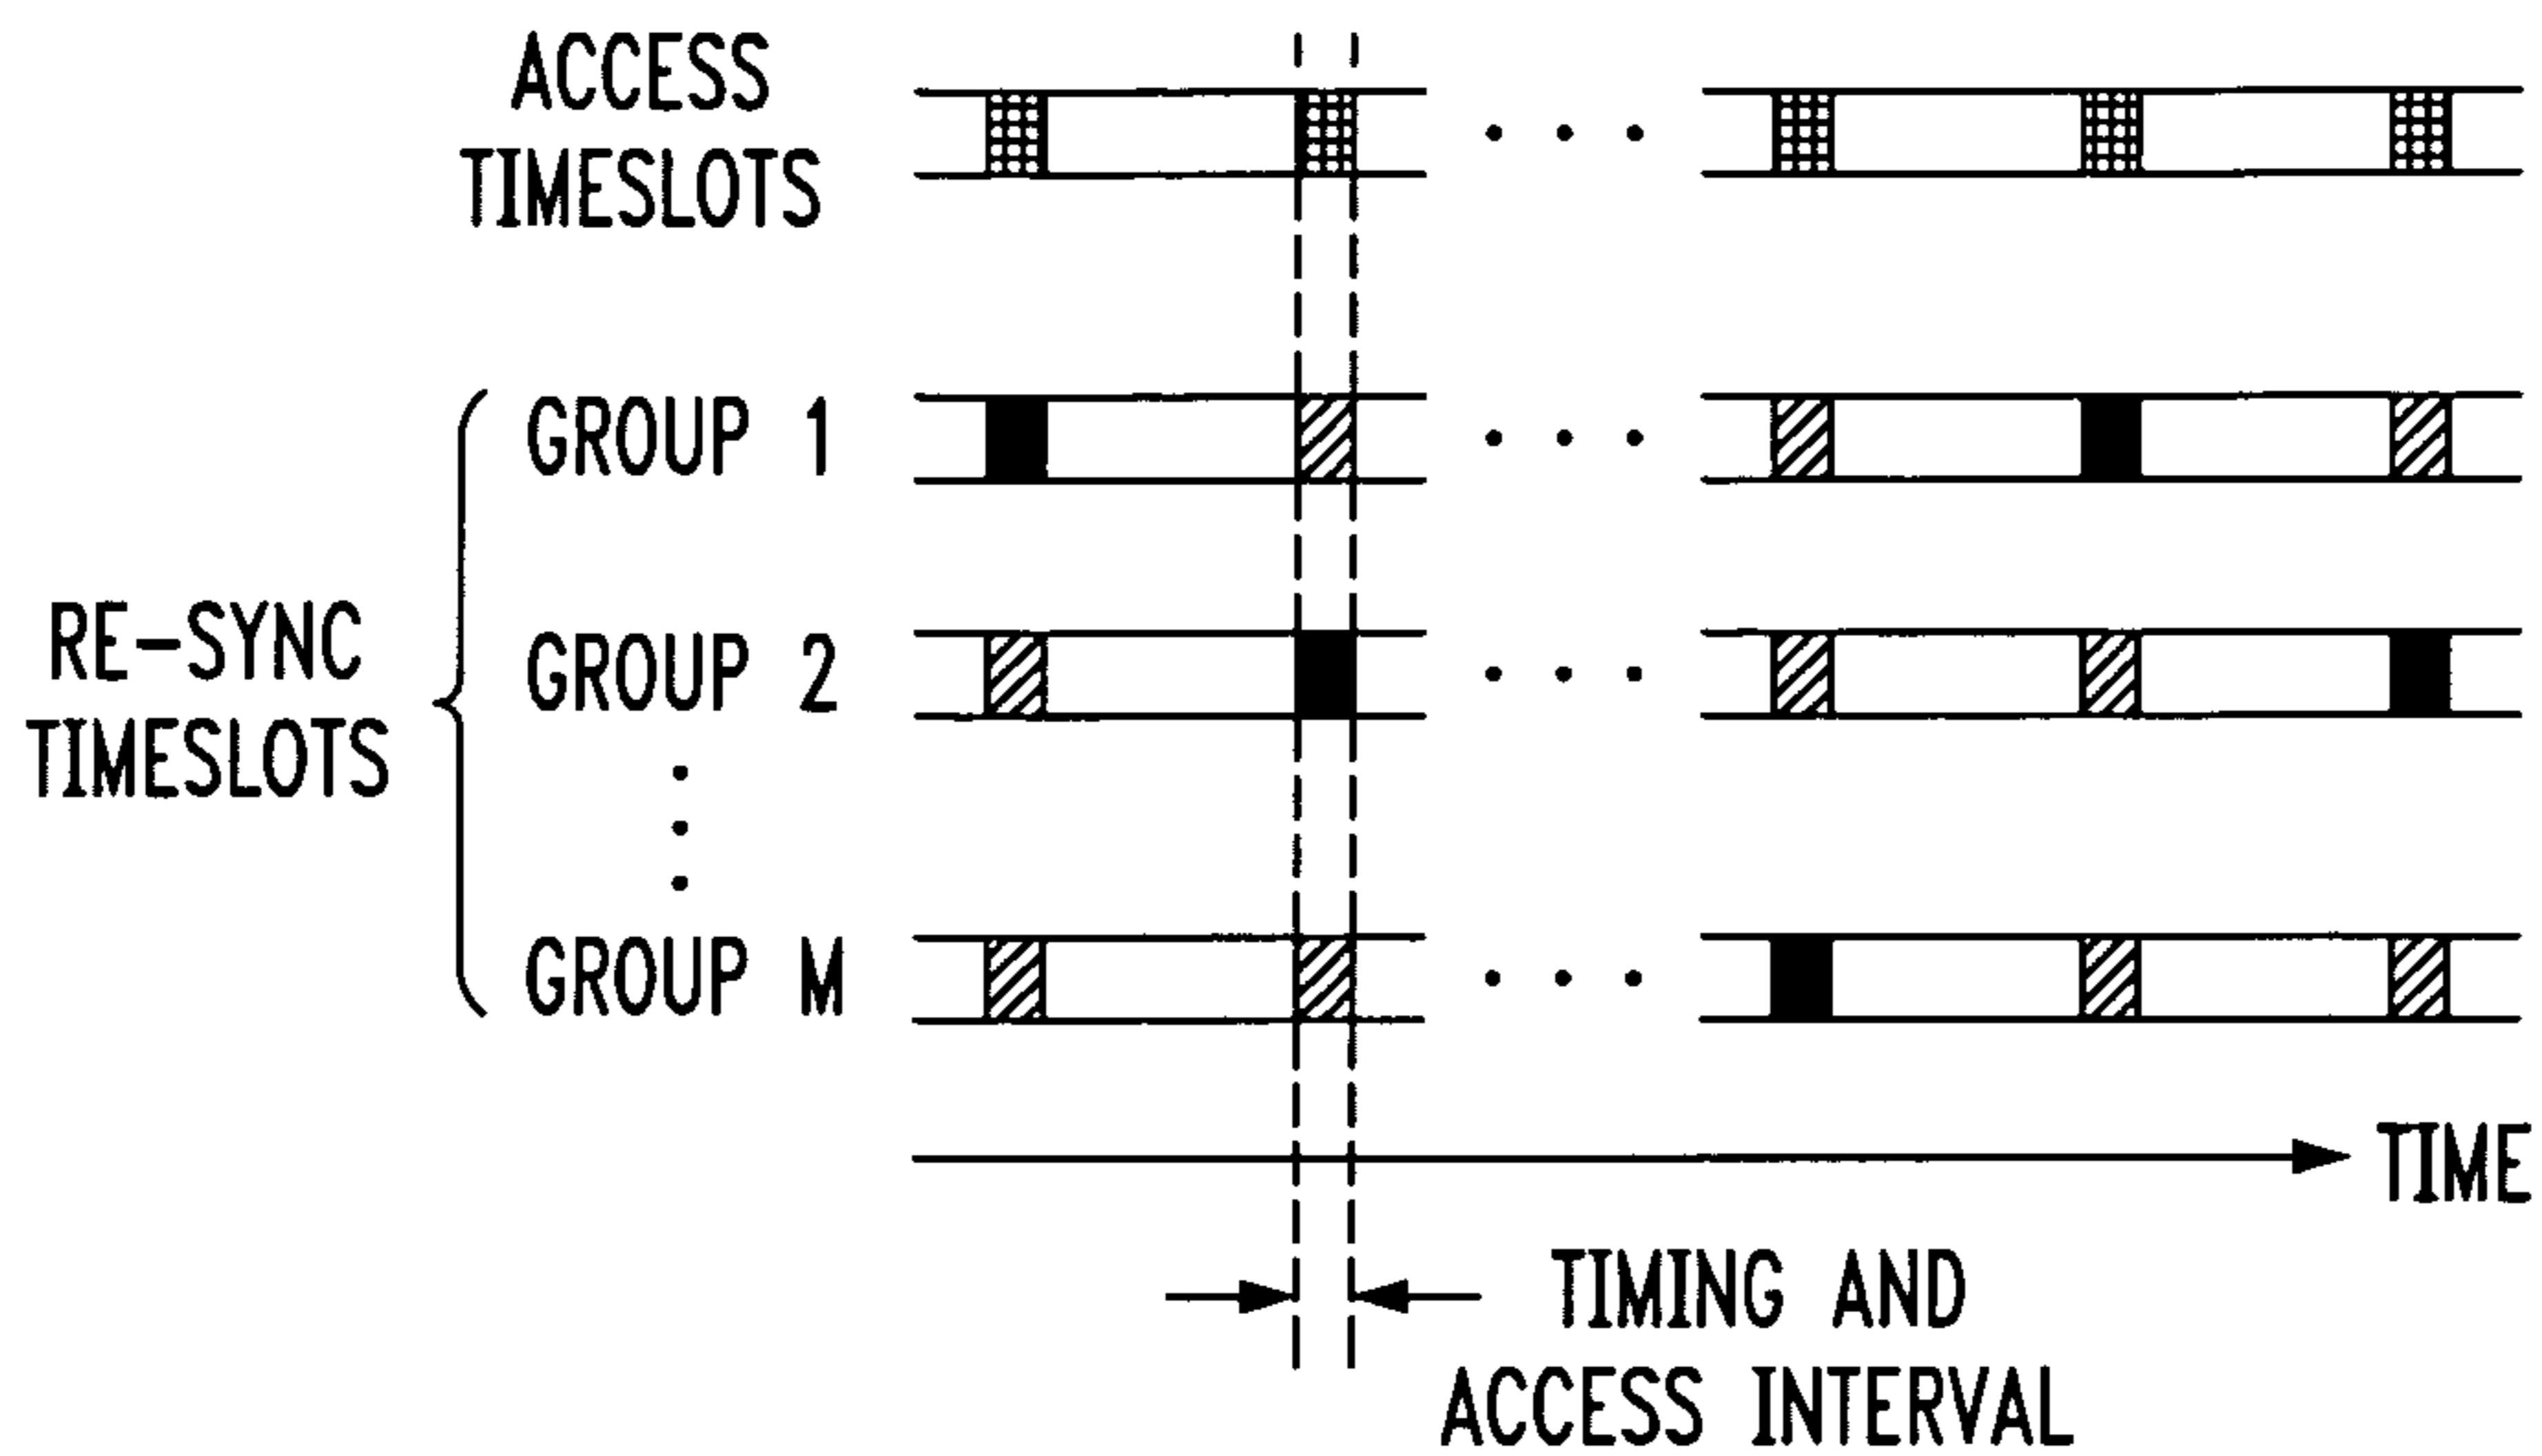 ACCESS
TIMESLOTS
GROUP 1
RE-SYNC
TIMESLOTS
GROUP 2
GROUP M
TIME
TIMING AND
ACCESS INTERVAL